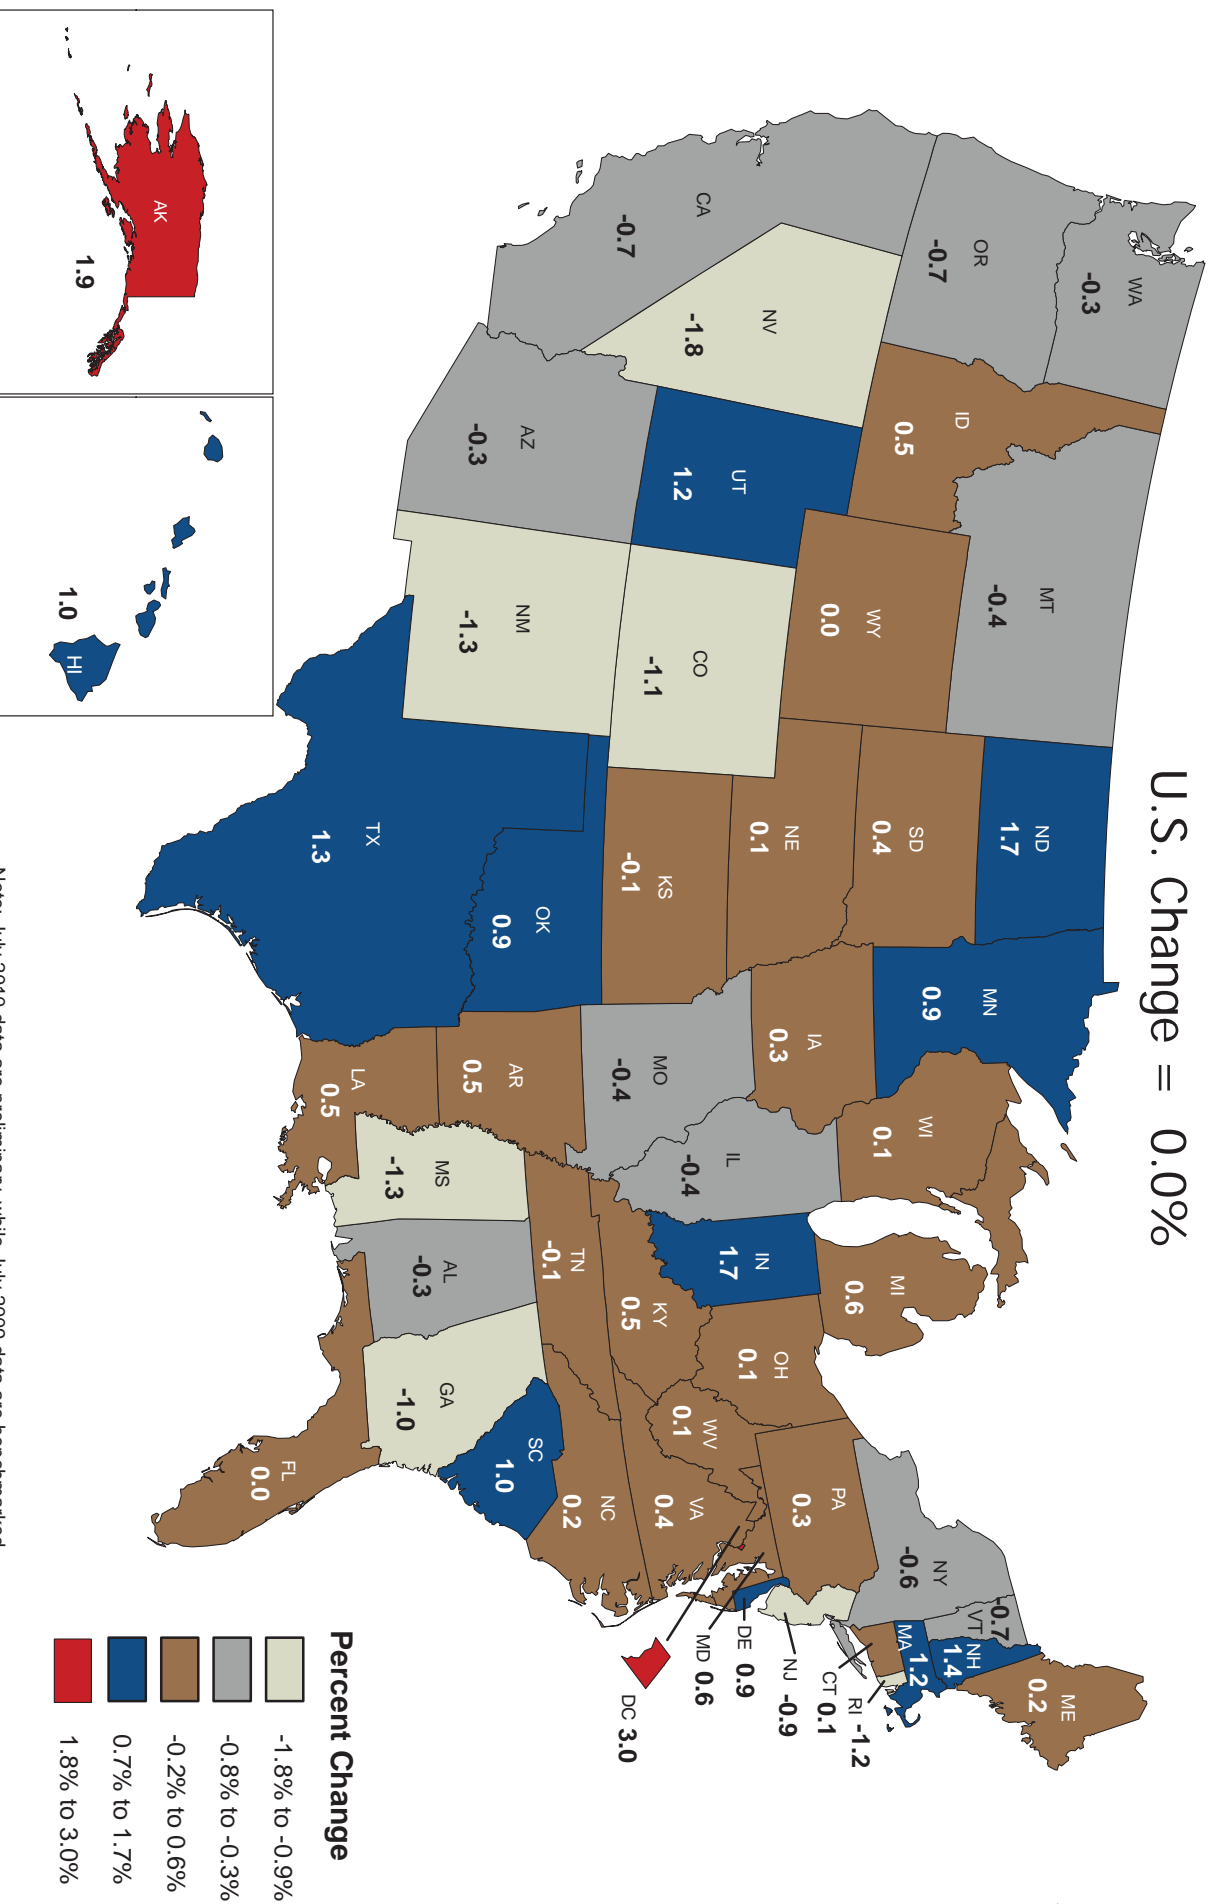 U.S. Change = 0.0%
WA
-0.3
OR
-0.7
CA
-0.7
NV
-1.8
ID
0.5
MT
-0.4
WY
0.0
UT
1.2
AZ
-0.3
CO
-1.1
NM
-1.3
ND
1.7
SD
0.4
NE
0.1
KS
-0.1
OK
0.9
TX
1.3
MN
0.9
IA
0.3
MO
-0.4
AR
0.5
LA
0.5
WI
0.1
IL
-0.4
MS
-1.3
MI
0.6
IN
1.7
KY
0.5
TN
-0.1
AL
-0.3
OH
0.1
WV
0.1
GA
-1.0
FL
0.0
SC
1.0
NC
0.2
VA
0.4
PA
0.3
NY
-0.6
VT
-0.7
NH
1.4
ME
0.2
MA 1.2
RI -1.2
CT 0.1
NJ -0.9
DE 0.9
MD 0.6
DC 3.0
AK
1.9
HI
1.0
Percent Change
-1.8% to -0.9%
-0.8% to -0.3%
-0.2% to 0.6%
0.7% to 1.7%
1.8% to 3.0%